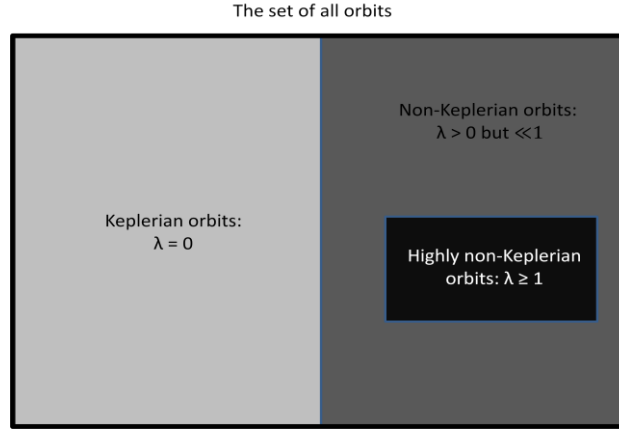 The set of all orbits
Non-Keplerian orbits:
λ > 0 but ≪1
Keplerian orbits:
λ = 0
Highly non-Keplerian
orbits: λ ≥ 1